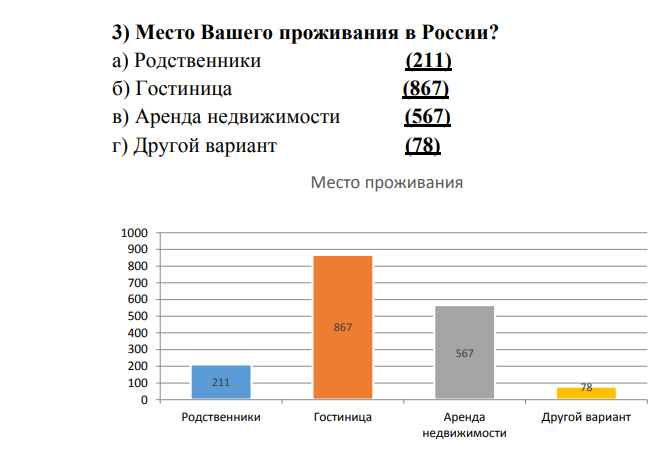 3) Место Вашего проживания в России?
а) Родственники (211)
б) Гостиница (867)
в) Аренда недвижимости (567)
г) Другой вариант (78)
Место проживания
1000
900
800
700
600
500
400
300
200
100
0
211
867
567
78
Родственники
Гостиница
Аренда
недвижимости
Другой вариант